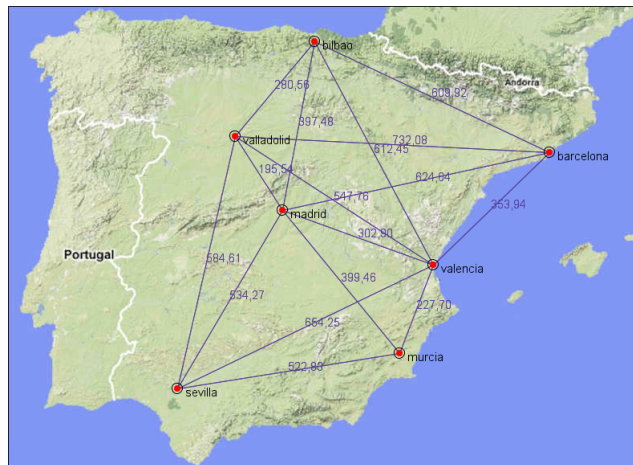 bilbao
Andorra
280,56
609,92
397,48
valladolid
732,08
612,45
barcelona
195,54
624,84
547,76
madrid
353,94
302,90
Portugal
584,61
valencia
399,46
534,27
227,70
654,25
murcia
522,83
sevilla